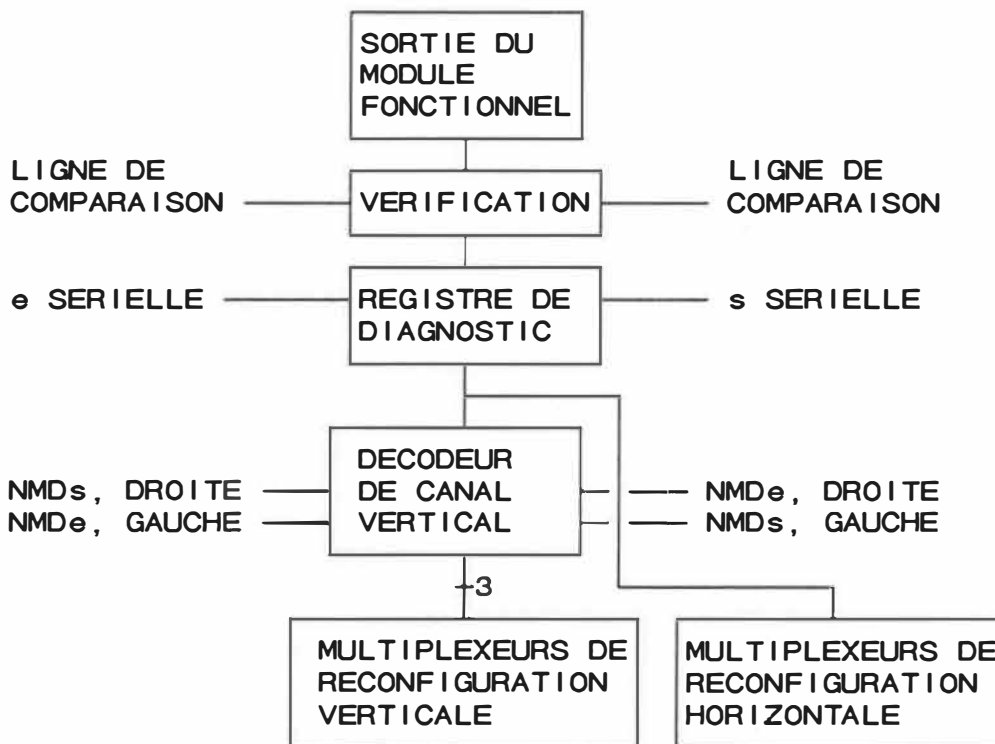 SORTIE DU
MODULE
FONCTIONNEL
LIGNE DE
COMPARAISON
VERIFICATION
LIGNE DE
COMPARAISON
e SERIELLE
REGISTRE DE
DIAGNOSTIC
s SERIELLE
DECODEUR
DE CANAL
VERTICAL
NMDs, DROITE
NMDe, GAUCHE
NMDe, DROITE
NMDs, GAUCHE
3
MULTIPLEXEURS DE
RECONFIGURATION
VERTICALE
MULTIPLEXEURS DE
RECONFIGURATION
HORIZONTALE